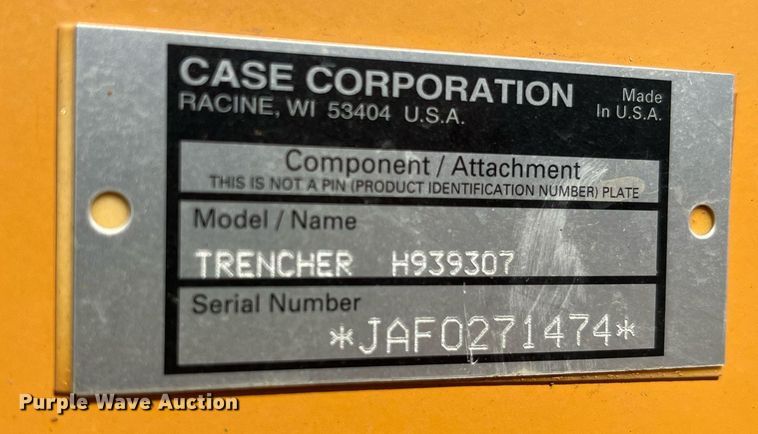 CASE CORPORATION
RACINE, WI 53404 U.S.A.
Made
In U.S.A.
Component / Attachment
THIS IS NOT A PIN (PRODUCT IDENTIFICATION NUMBER) PLATE
Model / Name
TRENCHER H939307
Serial Number
*JAF0271474*
Purple Wave Auction